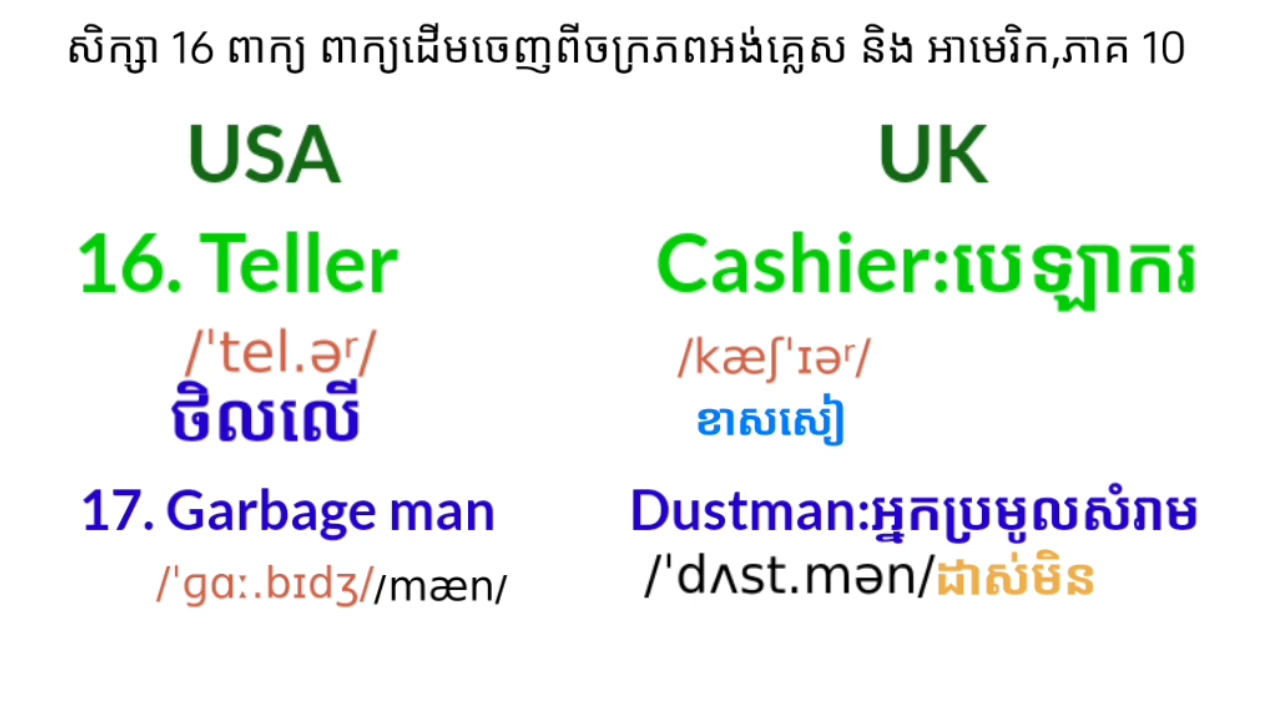 សិក្សា 16 ពាក្យ ពាក្យដើមចេញពីចក្រភពអង់គ្លេស និង អាមេរិក,ភាគ 10
USA UK
16. Teller Cashier:បេឡាករ
/ˈtel.əʳ/ /kæʃˈɪəʳ/
ថិលលើ ខាសសៀ
17. Garbage man Dustman:អ្នកប្រមូលសំរាម
/ˈɡɑː.bɪdʒ//mæn/ /ˈdʌst.mən/ដាស់មិន